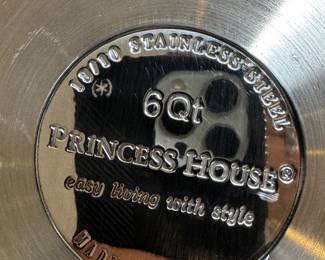 18/10 STAINLESS STEEL
(*)
6Qt
PRINCESS HOUSE®
easy living with style